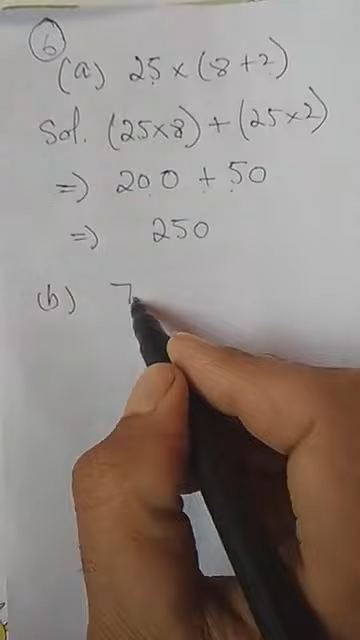 6
(a) 25 × (8+2)
Sol. (25×8) + (25×2)
=) 200 + 50
=) 250
(b) 7